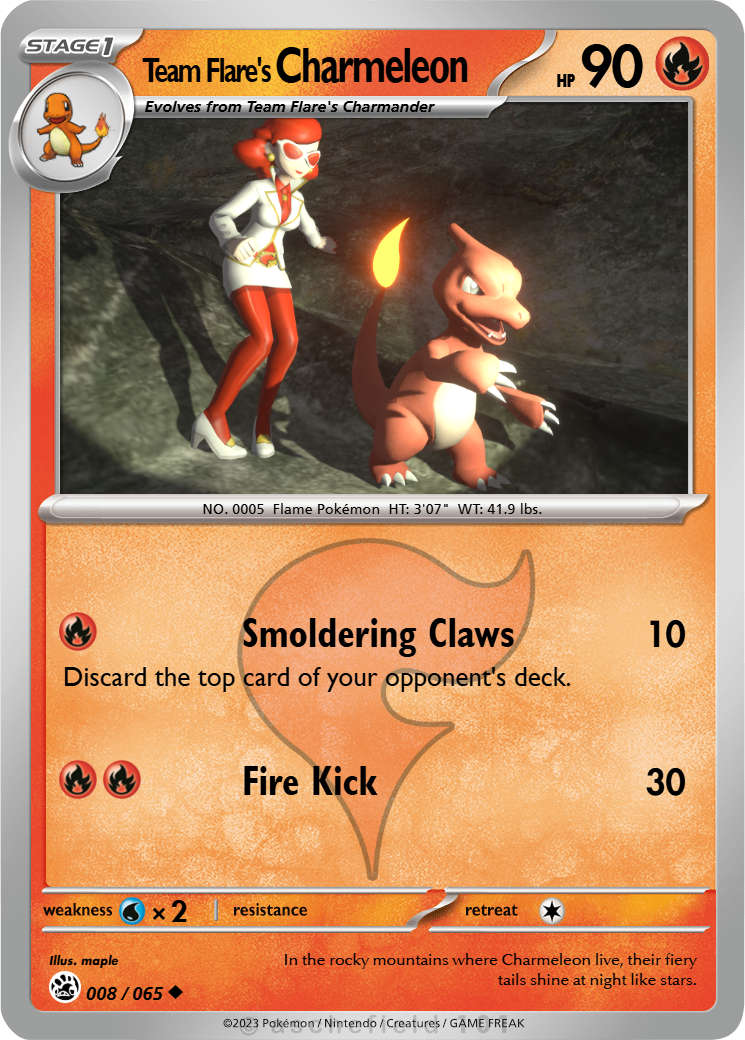 STAGE1
Team Flare's Charmeleon HP 90
Evolves from Team Flare's Charmander
NO. 0005 Flame Pokémon HT: 3'07" WT: 41.9 lbs.
Smoldering Claws 10
Discard the top card of your opponent's deck.
Fire Kick 30
weakness × 2 resistance retreat
Illus. maple
In the rocky mountains where Charmeleon live, their fiery
tails shine at night like stars.
008 / 065
©2023 Pokémon / Nintendo / Creatures / GAME FREAK